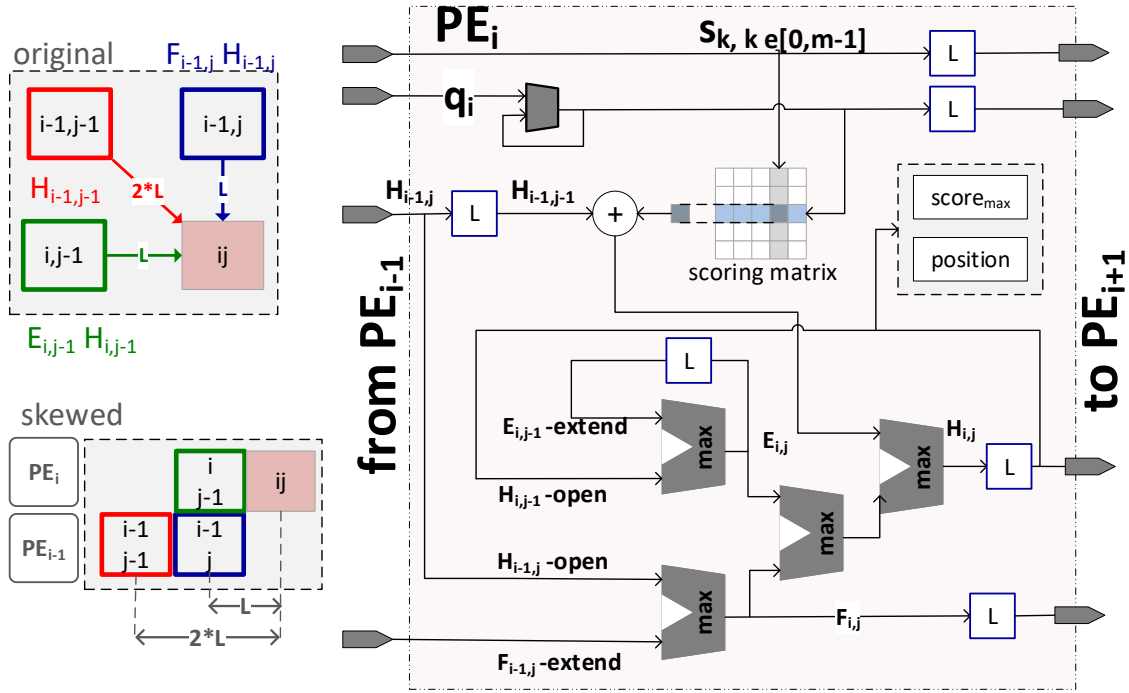 original
F_{i-1,j} H_{i-1,j}
i-1,j-1
i-1,j
H_{i-1,j-1}
2*L
L
i,j-1
L
ij
E_{i,j-1} H_{i,j-1}
skewed
PE_i
PE_{i-1}
i
j-1
ij
i-1
j-1
i-1
j
L
2*L
from PE_{i-1}
PE_i
S_{k, k e[0,m-1]}
L
q_i
L
H_{i-1,j}
L
H_{i-1,j-1}
+
scoring matrix
score_{max}
position
L
E_{i,j-1}-extend
max
E_{i,j}
H_{i,j-1}-open
max
max
H_{i,j}
L
H_{i-1,j}-open
max
F_{i,j}
L
F_{i-1,j}-extend
to PE_{i+1}